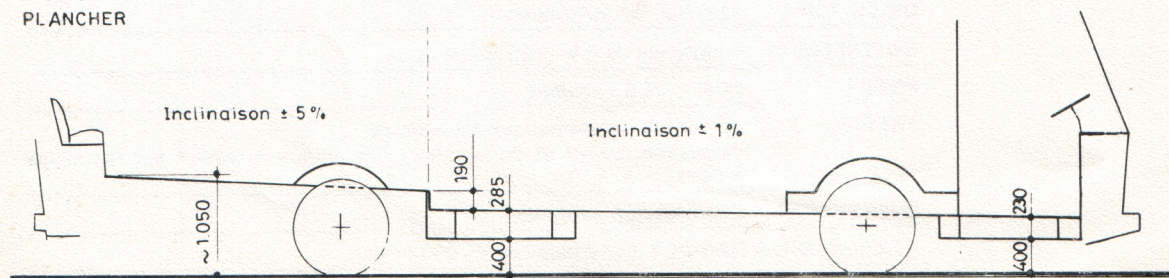 PLANCHER
Inclinaison ± 5%
Inclinaison ± 1%
~1.050
190
285
400
230
400